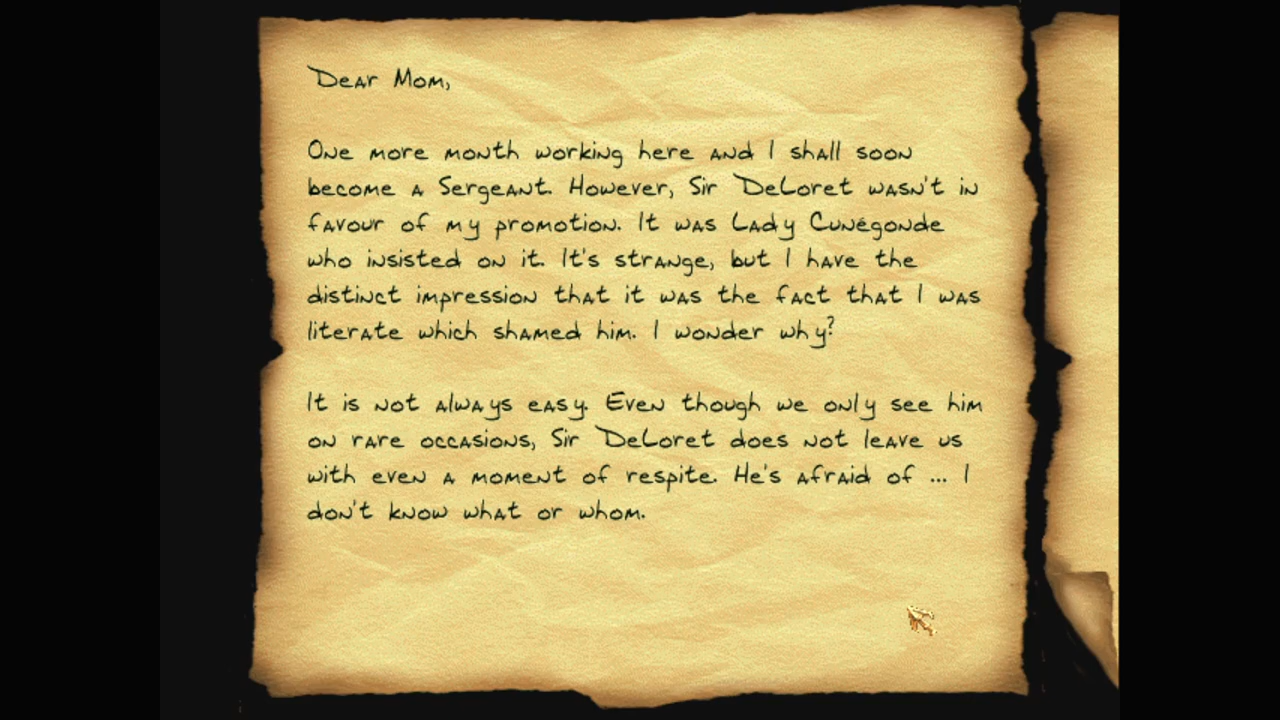 Dear Mom,
One more month working here and I shall soon
become a Sergeant. However, Sir DeLoret wasn't in
favour of my promotion. It was Lady Cunégonde
who insisted on it. It's strange, but I have the
distinct impression that it was the fact that I was
literate which shamed him. I wonder why?
It is not always easy. Even though we only see him
on rare occasions, Sir DeLoret does not leave us
with even a moment of respite. He's afraid of ... I
don't know what or whom.